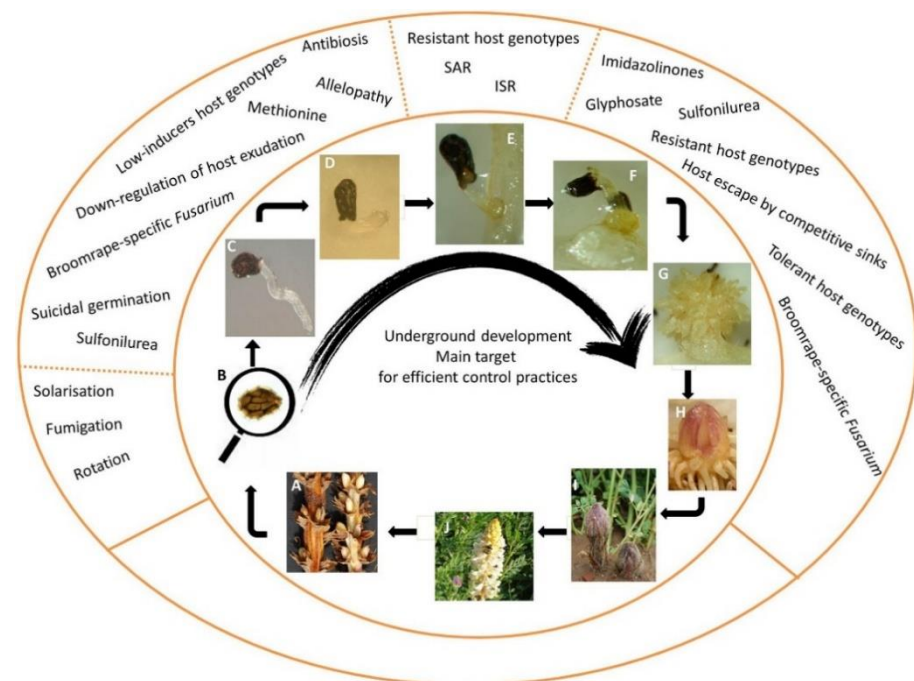 Antibiosis
Low-inducers host genotypes
Allelopathy
Methionine
Down-regulation of host exudation
Broomrape-specific Fusarium
Suicidal germination
Sulfonilurea
Solarisation
Fumigation
Rotation
Resistant host genotypes
SAR
ISR
Imidazolinones
Glyphosate
Sulfonilurea
Resistant host genotypes
Host escape by competitive sinks
Tolerant host genotypes
Broomrape-specific Fusarium
D
E
F
C
G
Underground development
Main target
for efficient control practices
B
H
A
J
I